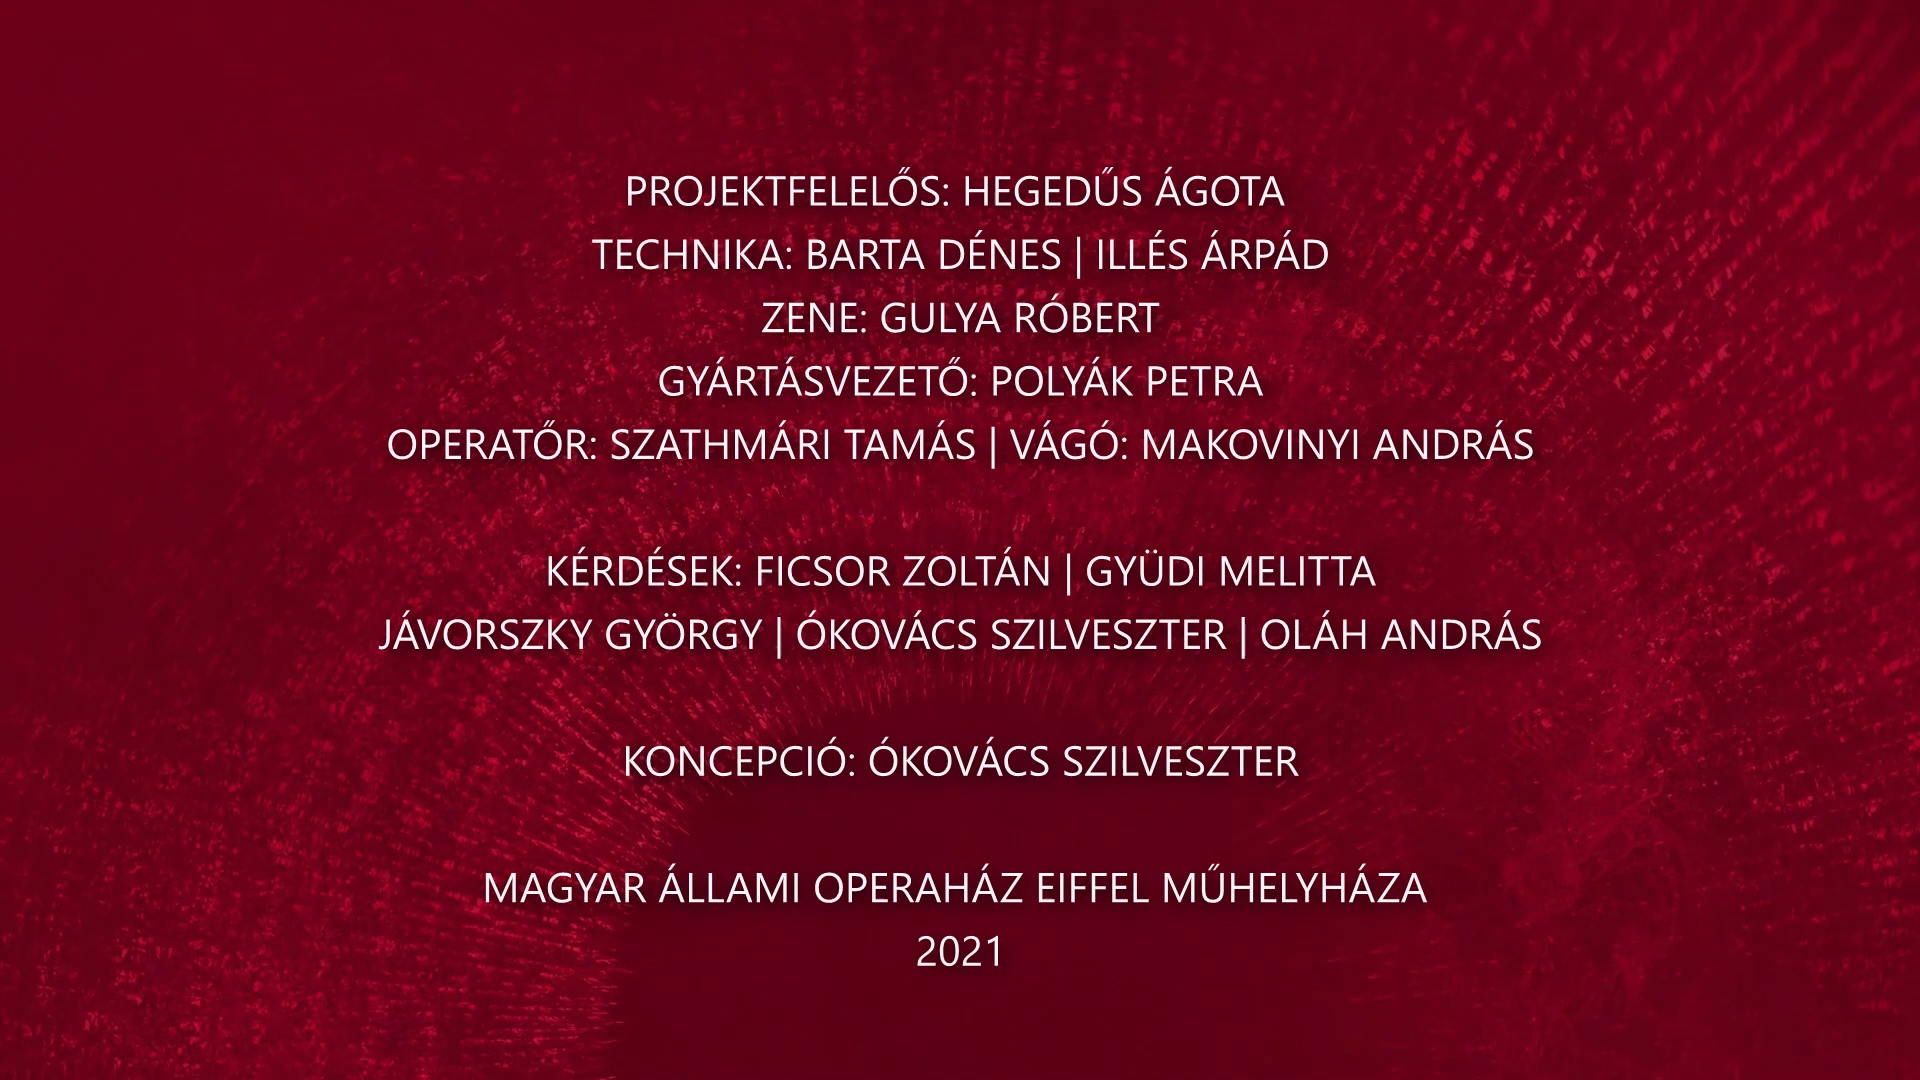 PROJEKTFELELŐS: HEGEDŰS ÁGOTA
TECHNIKA: BARTA DÉNES | ILLÉS ÁRPÁD
ZENE: GULYA RÓBERT
GYÁRTÁSVEZETŐ: POLYÁK PETRA
OPERATŐR: SZATHMÁRI TAMÁS | VÁGÓ: MAKOVINYI ANDRÁS
KÉRDÉSEK: FICSOR ZOLTÁN | GYÜDI MELITTA
JÁVORSZKY GYÖRGY | ÓKOVÁCS SZILVESZTER | OLÁH ANDRÁS
KONCEPCIÓ: ÓKOVÁCS SZILVESZTER
MAGYAR ÁLLAMI OPERAHÁZ EIFFEL MŰHELYHÁZA
2021